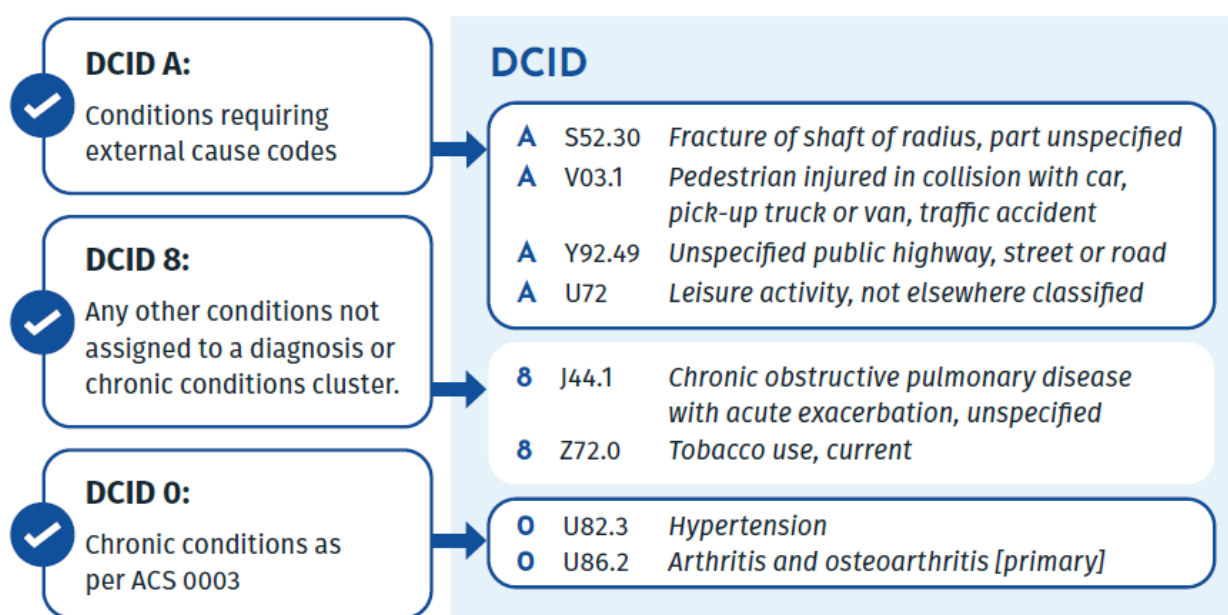 DCID A:
Conditions requiring
external cause codes
DCID 8:
Any other conditions not
assigned to a diagnosis or
chronic conditions cluster.
DCID 0:
Chronic conditions as
per ACS 0003
DCID
A S52.30 Fracture of shaft of radius, part unspecified
A V03.1 Pedestrian injured in collision with car,
pick-up truck or van, traffic accident
A Y92.49 Unspecified public highway, street or road
A U72 Leisure activity, not elsewhere classified
8 J44.1 Chronic obstructive pulmonary disease
with acute exacerbation, unspecified
8 Z72.0 Tobacco use, current
0 U82.3 Hypertension
0 U86.2 Arthritis and osteoarthritis [primary]